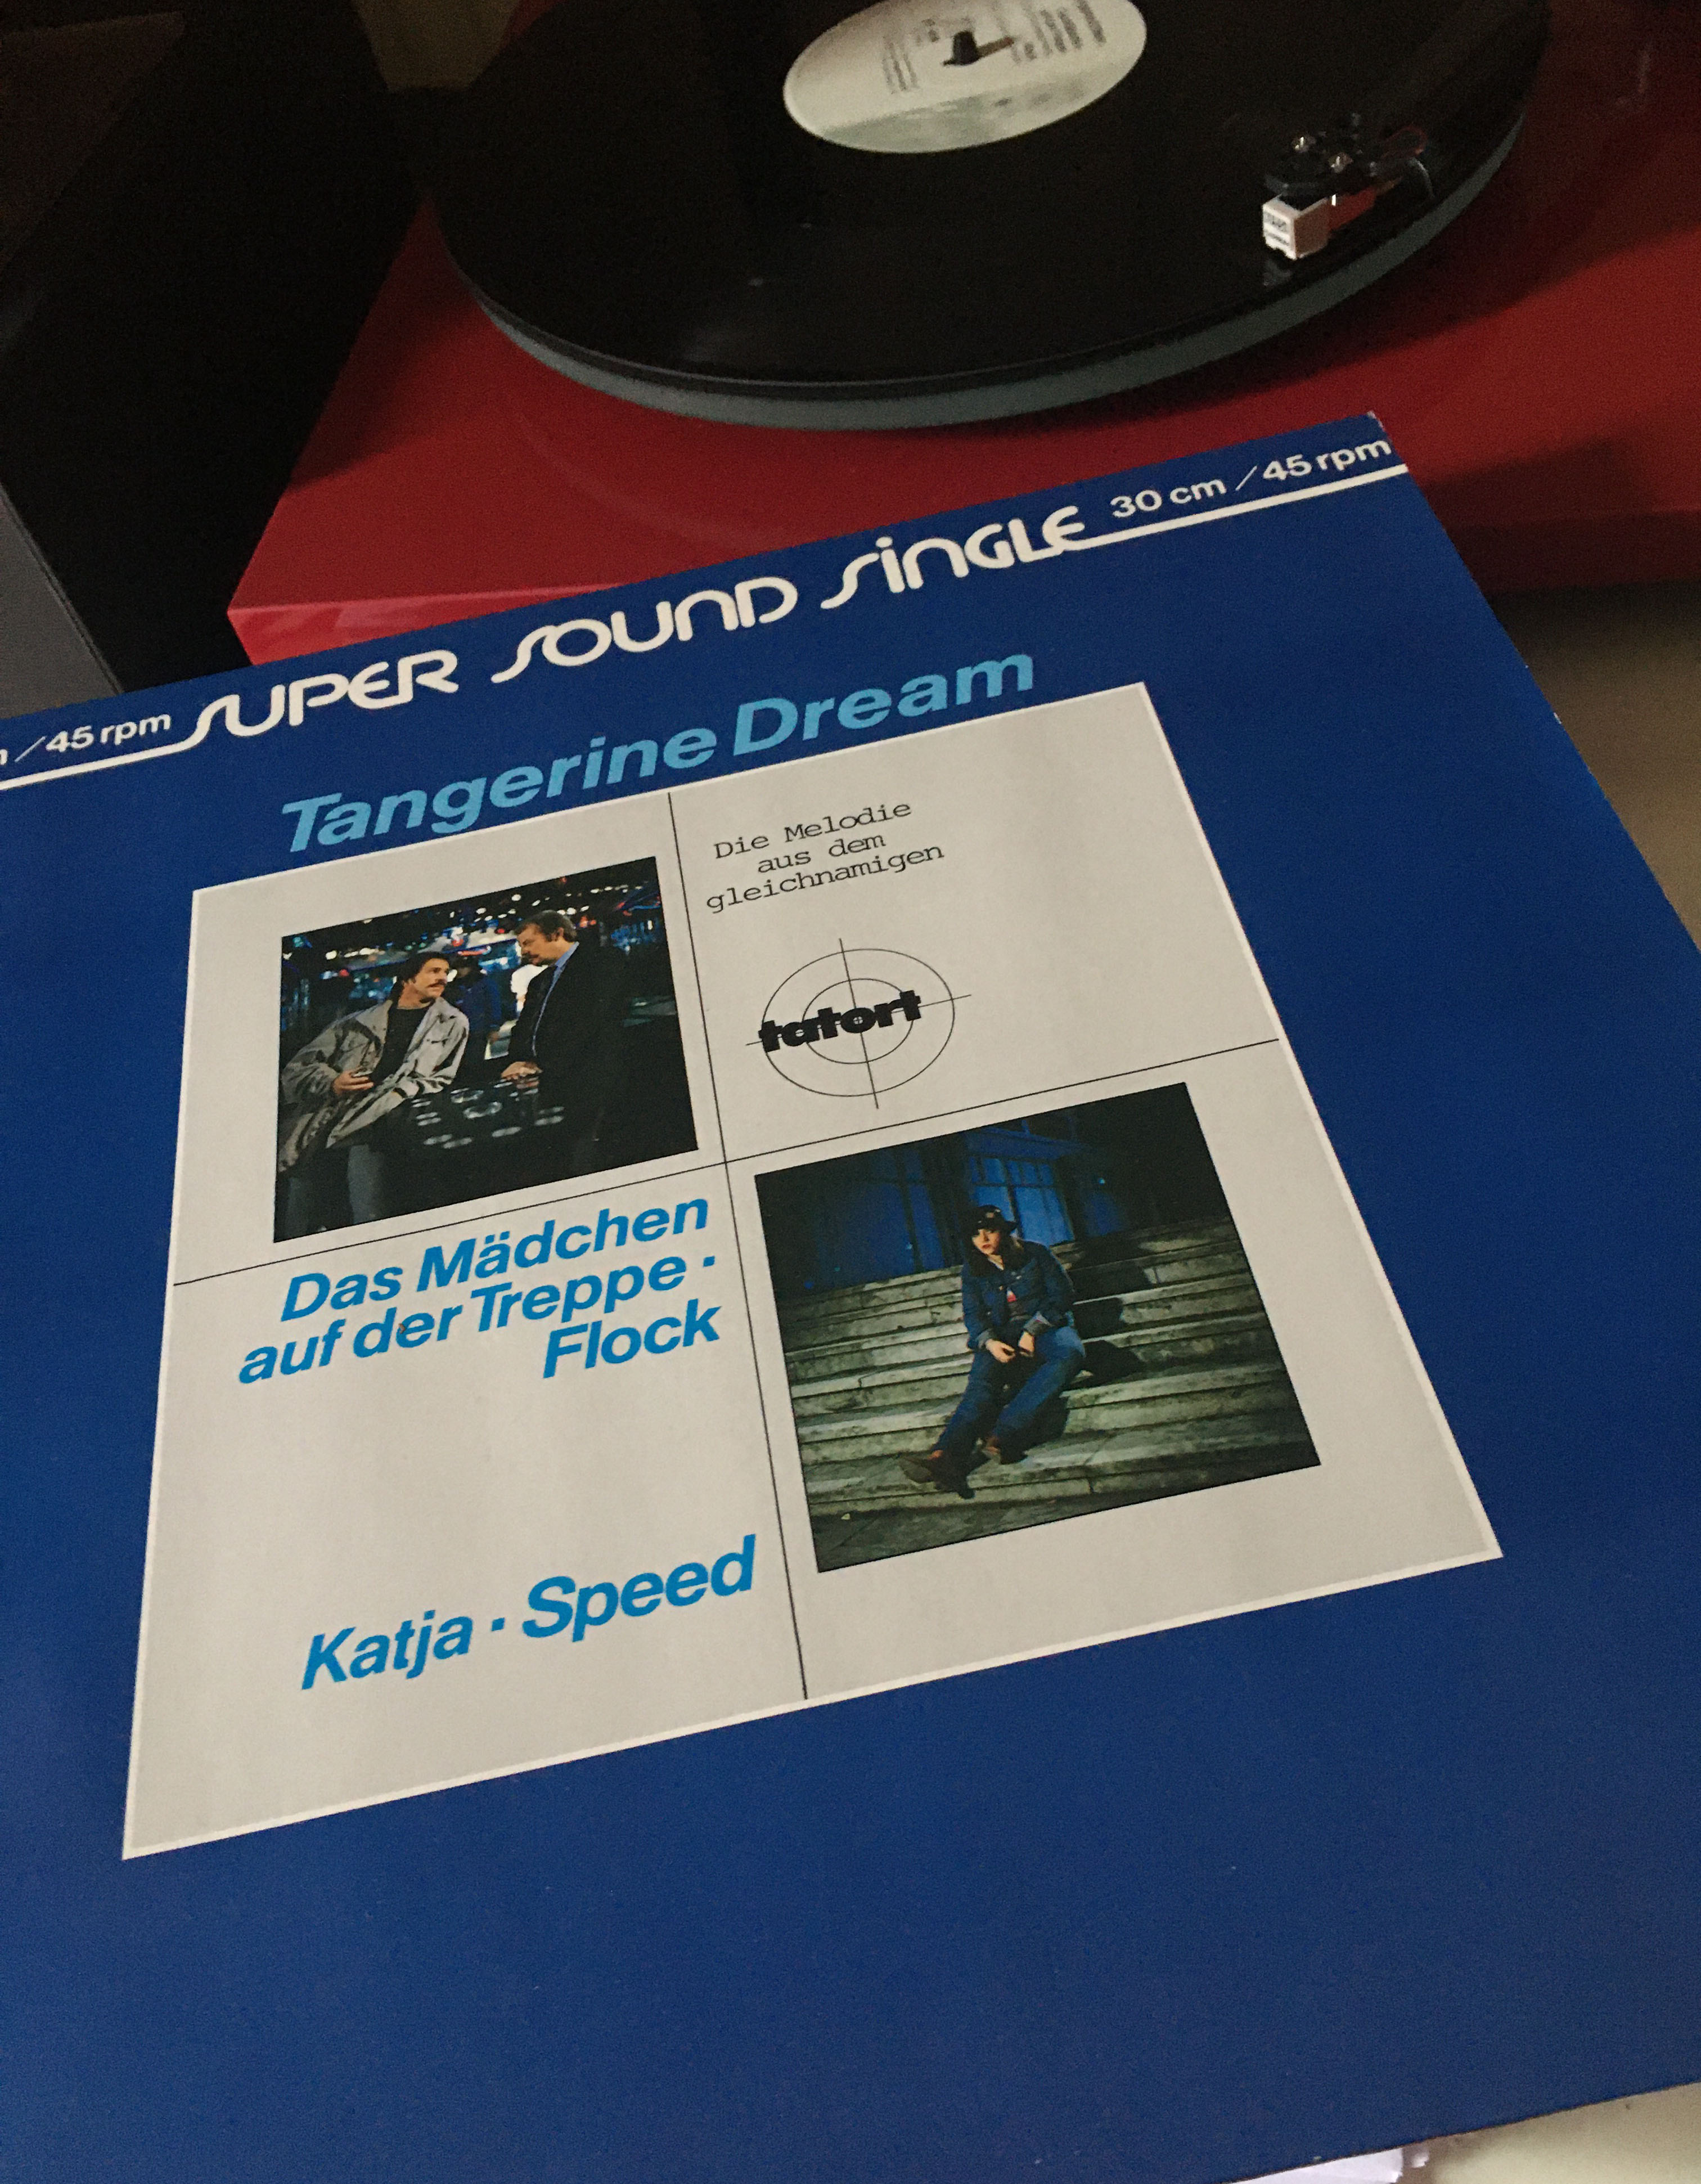 /45 rpm SUPER SOUND SINGLE 30 cm / 45 rpm
Tangerine Dream
Die Melodie
aus dem
gleichnamigen
tatort
Das Mädchen
auf der Treppe ·
Flock
Katja · Speed